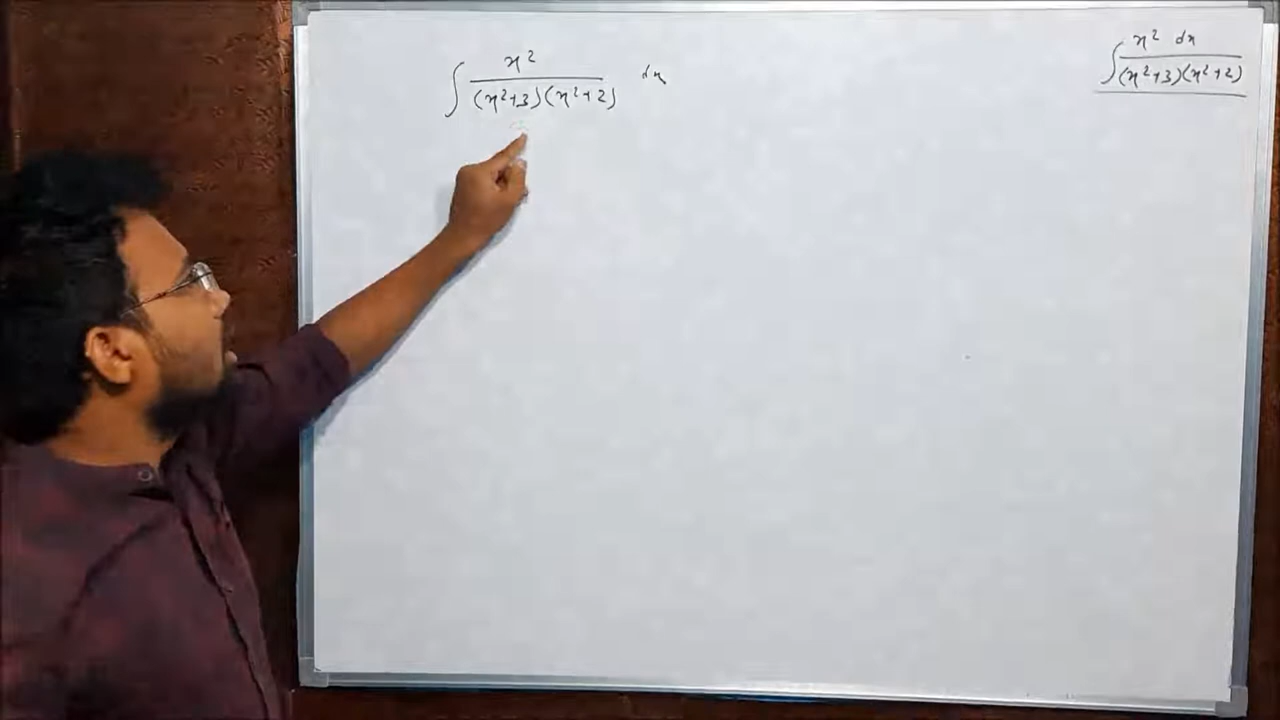 ∫ x² / (x²+3)(x²+2) dx
∫ x² dx / (x²+3)(x²+2)